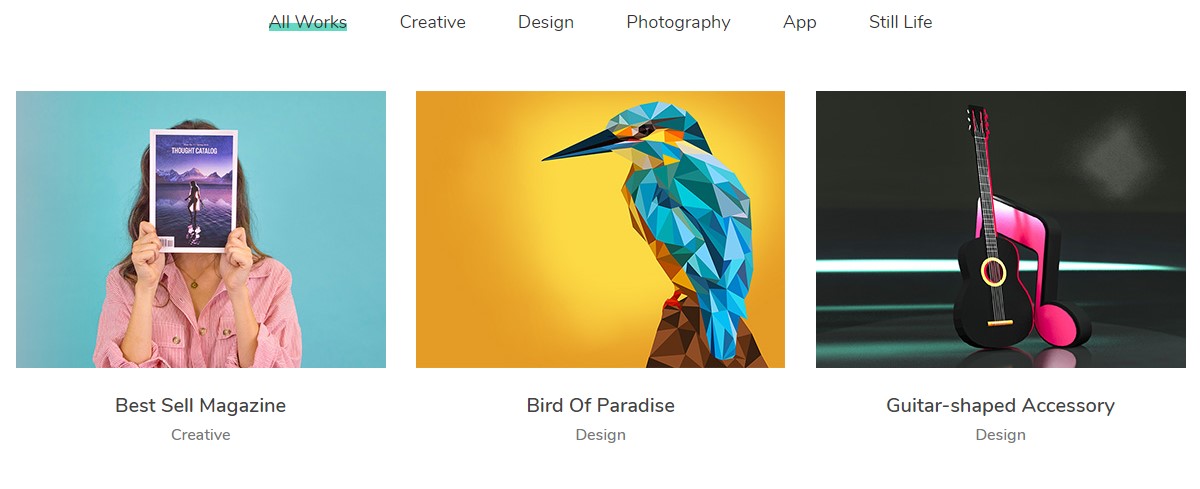 All Works Creative Design Photography App Still Life
THOUGHT CATALOG
Best Sell Magazine Bird Of Paradise Guitar-shaped Accessory
Creative Design Design